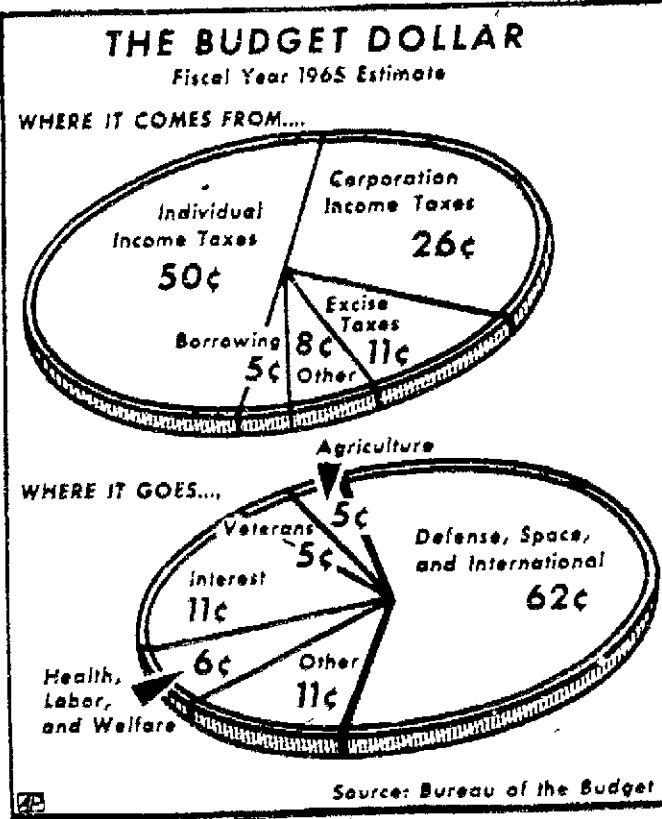 THE BUDGET DOLLAR
Fiscal Year 1965 Estimate
WHERE IT COMES FROM....
Individual
Income Taxes
50¢
Corporation
Income Taxes
26¢
Excise
Taxes
11¢
8¢
Other
Borrowing
5¢
WHERE IT GOES....
Agriculture
5¢
Veterans
5¢
Interest
11¢
Defense, Space,
and International
62¢
6¢
Health,
Labor,
and Welfare
Other
11¢
Source: Bureau of the Budget
AP